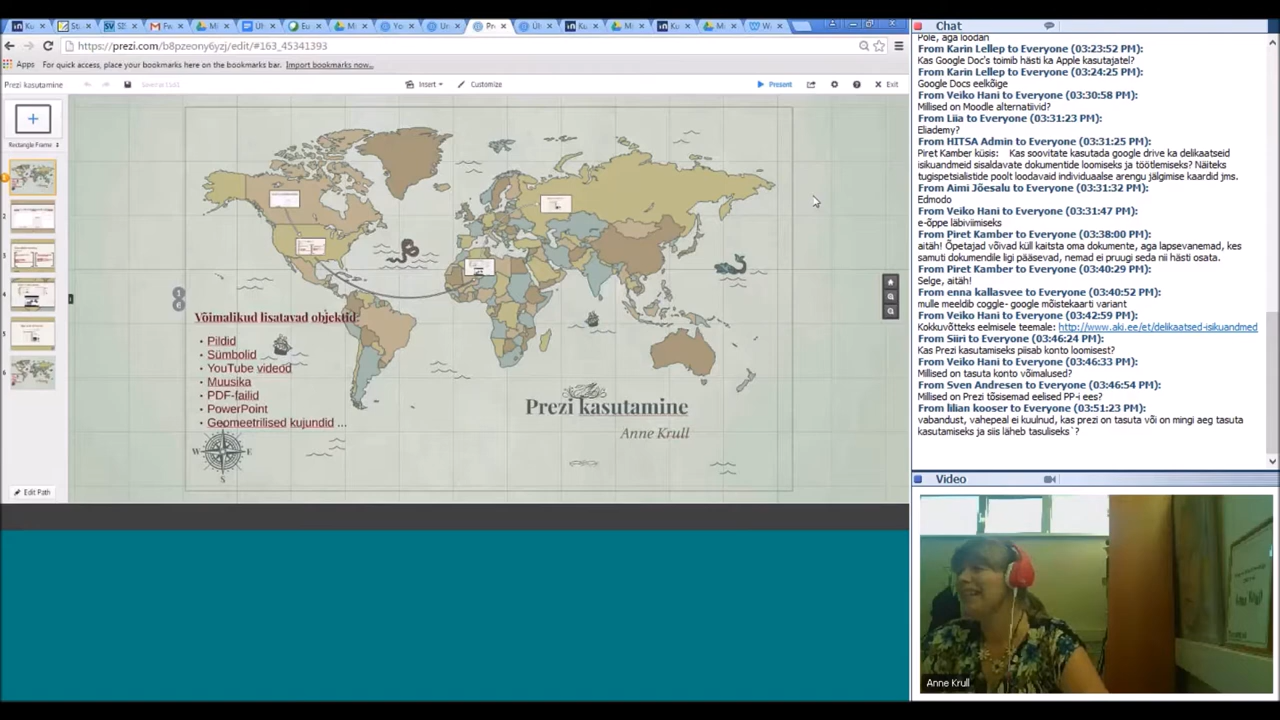 https://prezi.com/b8pzeony6yzj/edit/#163_45341393
Apps
For quick access, place your bookmarks here on the bookmarks bar.
Import bookmarks now...
Prezi kasutamine
Insert
Customize
Present
Exit
Rectangle Frame
2
3
4
5
6
Edit Path
Võimalikud lisatavad objektid:
• Pildid
• Sümbolid
• YouTube videod
• Muusika
• PDF-failid
• PowerPoint
• Geomeetrilised kujundid ...
W
E
S
Prezi kasutamine
Anne Krull
Chat
Pole, aga loodan
From Karin Lellep to Everyone (03:23:52 PM):
Kas Google Doc's toimib hästi ka Apple kasutajatel?
From Karin Lellep to Everyone (03:24:25 PM):
Google Docs eelkõige
From Veiko Hani to Everyone (03:30:58 PM):
Millised on Moodle alternatiivid?
From Liia to Everyone (03:31:23 PM):
Eliademy?
From HITSA Admin to Everyone (03:31:25 PM):
Piret Kamber küsis: Kas soovitate kasutada google drive ka delikaatseid
isikuandmeid sisaldavate dokumentide loomiseks ja töötlemiseks? Näiteks
tugispetsialistide poolt loodavad individuaalse arengu jälgimise kaardid jms.
From Aimi Jõesalu to Everyone (03:31:32 PM):
Edmodo
From Veiko Hani to Everyone (03:31:47 PM):
e-õppe läbiviimiseks
From Piret Kamber to Everyone (03:38:00 PM):
aitäh! Õpetajad võivad küll kaitsta oma dokumente, aga lapsevanemad, kes
samuti dokumendile ligi pääsevad, nemad ei pruugi seda nii hästi osata.
From Piret Kamber to Everyone (03:40:29 PM):
Selge, aitäh!
From enna kallasvee to Everyone (03:40:52 PM):
mulle meeldib coggle- google mõistekaarti variant
From Veiko Hani to Everyone (03:42:59 PM):
Kokkuvõtteks eelmisele teemale: http://www.aki.ee/et/delikaatsed-isikuandmed
From Siiri to Everyone (03:46:24 PM):
Kas Prezi kasutamiseks piisab konto loomisest?
From Veiko Hani to Everyone (03:46:33 PM):
Millised on tasuta konto võimalused?
From Sven Andresen to Everyone (03:46:54 PM):
Millised on Prezi tõsisemad eelised PP-i ees?
From lilian kooser to Everyone (03:51:23 PM):
vabandust, vahepeal ei kuulnud, kas prezi on tasuta või on mingi aeg tasuta
kasutamiseks ja siis läheb tasuliseks`?
Video
Anne Krull